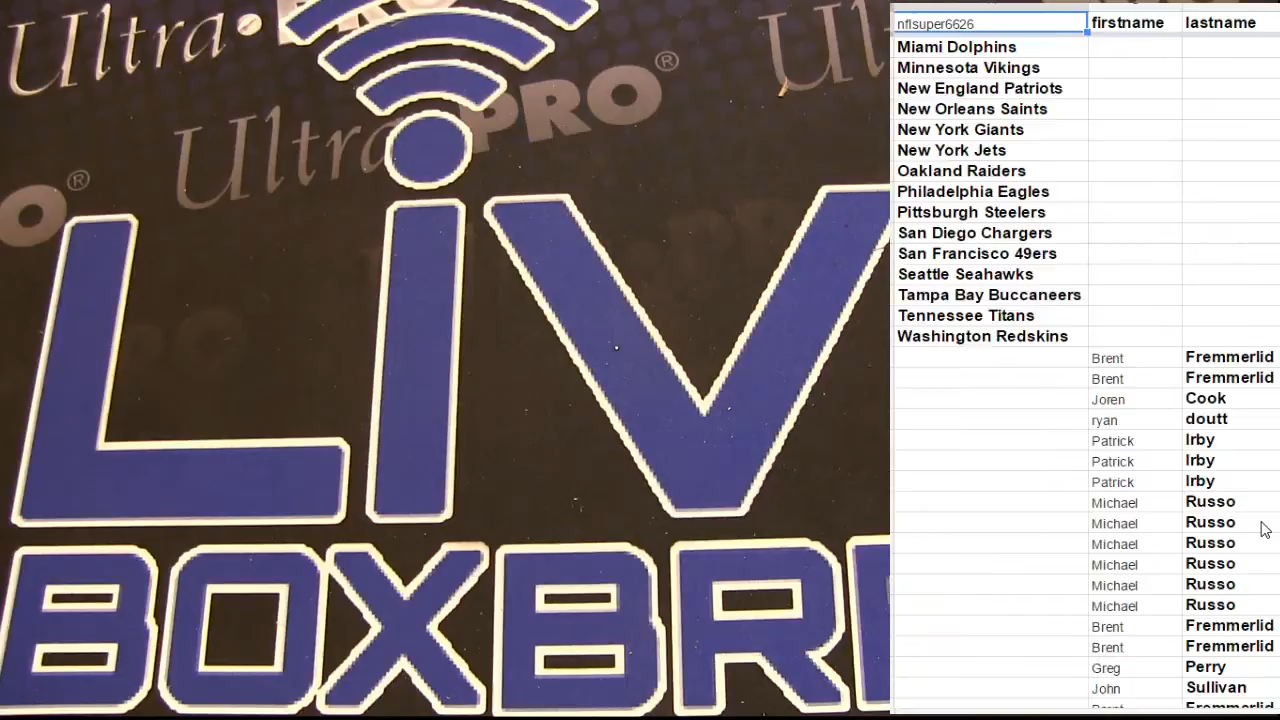 Ultra PRO
Ultra PRO®
Ult
O®
LiV
BOXBR
nflsuper6626 firstname lastname
Miami Dolphins
Minnesota Vikings
New England Patriots
New Orleans Saints
New York Giants
New York Jets
Oakland Raiders
Philadelphia Eagles
Pittsburgh Steelers
San Diego Chargers
San Francisco 49ers
Seattle Seahawks
Tampa Bay Buccaneers
Tennessee Titans
Washington Redskins
Brent Fremmerlid
Brent Fremmerlid
Joren Cook
ryan doutt
Patrick Irby
Patrick Irby
Patrick Irby
Michael Russo
Michael Russo
Michael Russo
Michael Russo
Michael Russo
Michael Russo
Brent Fremmerlid
Brent Fremmerlid
Greg Perry
John Sullivan
Brent Fremmerlid